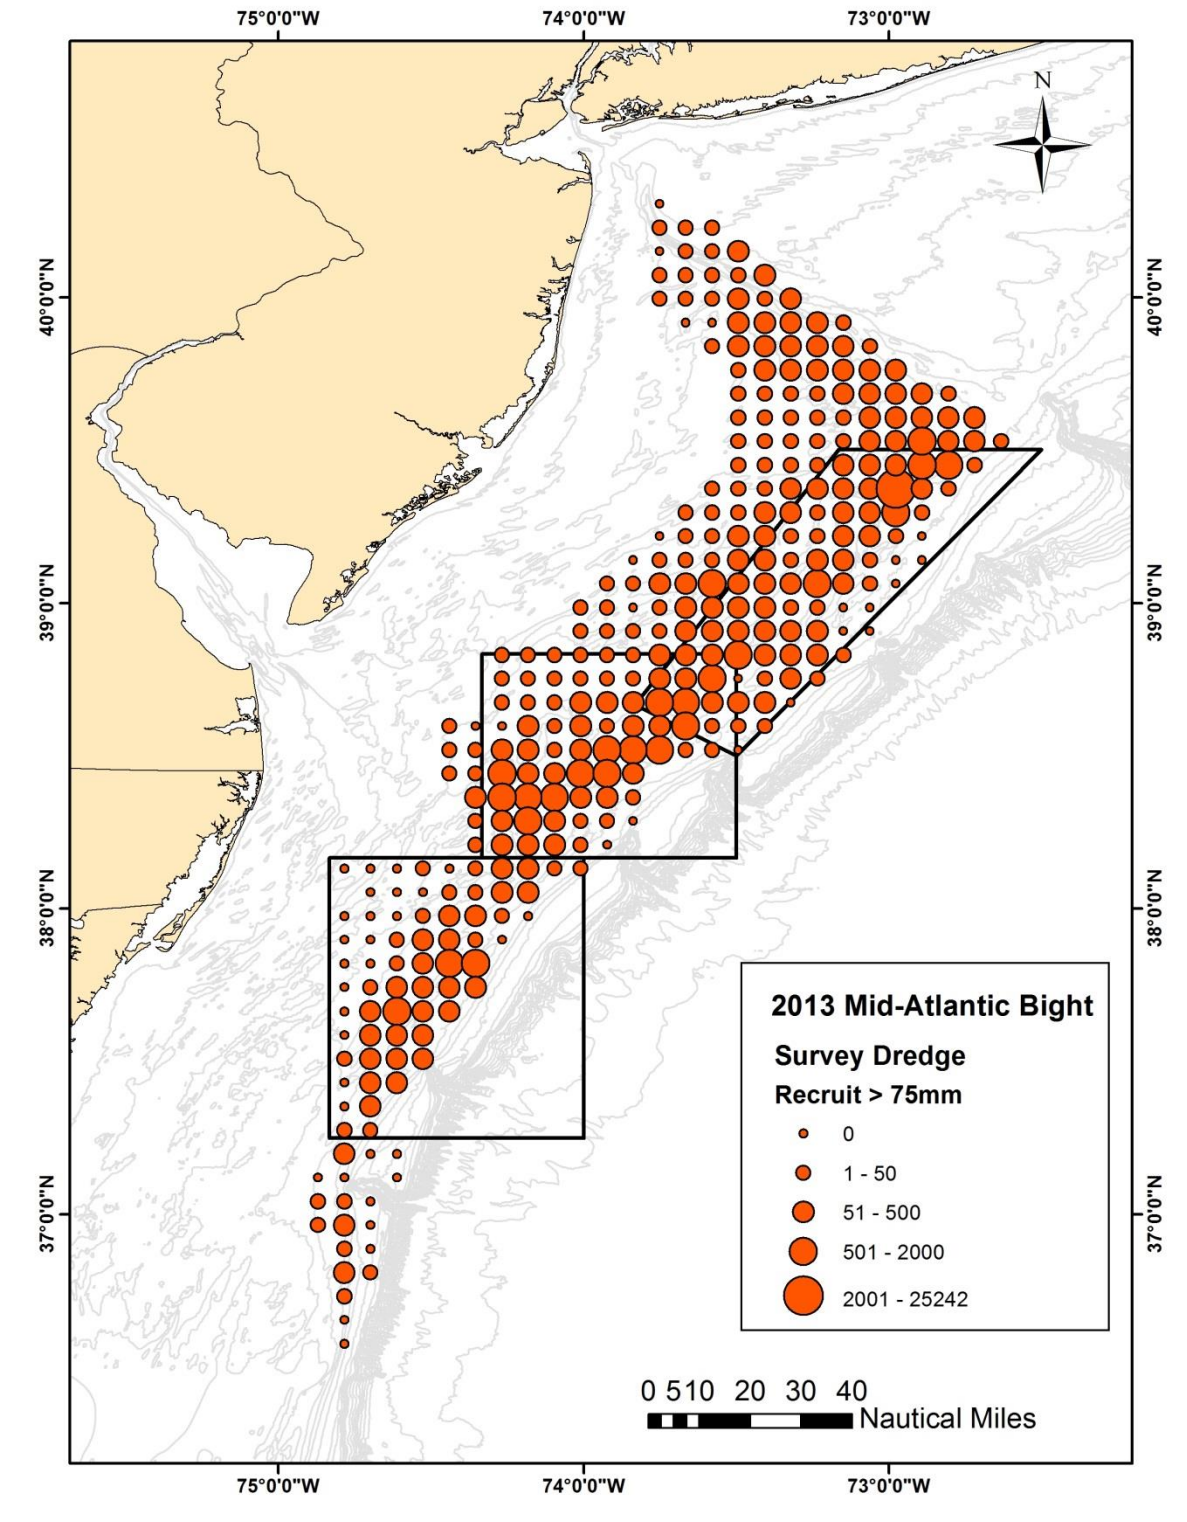 75°0'0"W 74°0'0"W 73°0'0"W
N
40°0'0"N 40°0'0"N
39°0'0"N 39°0'0"N
38°0'0"N 38°0'0"N
2013 Mid-Atlantic Bight
Survey Dredge
Recruit > 75mm
0
1 - 50
51 - 500
501 - 2000
2001 - 25242
37°0'0"N 37°0'0"N
0 510 20 30 40
Nautical Miles
75°0'0"W 74°0'0"W 73°0'0"W